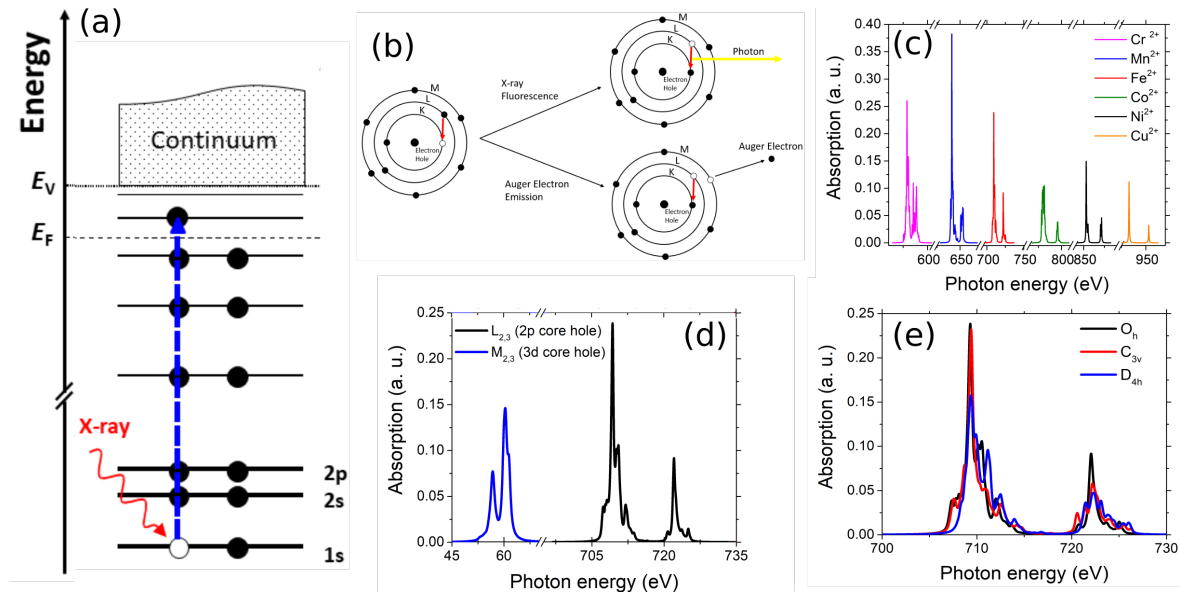 (a)
Energy
Continuum
E_V
E_F
X-ray
2p
2s
1s
(b)
M
L
K
Electron
Hole
X-ray
Fluorescence
Auger Electron
Emission
M
L
K
Electron
Hole
Photon
M
L
K
Electron
Hole
Auger Electron
(c)
Absorption (a. u.)
0.40
0.35
0.30
0.25
0.20
0.15
0.10
0.05
0.00
Cr 2+
Mn2+
Fe2+
Co2+
Ni2+
Cu2+
600 650 700 750 800 850 950
Photon energy (eV)
(d)
Absorption (a. u.)
0.25
0.20
0.15
0.10
0.05
0.00
L2,3 (2p core hole)
M2,3 (3d core hole)
45 60 705 720 735
Photon energy (eV)
(e)
Absorption (a. u.)
0.25
0.20
0.15
0.10
0.05
0.00
Oh
C3v
D4h
700 710 720 730
Photon energy (eV)